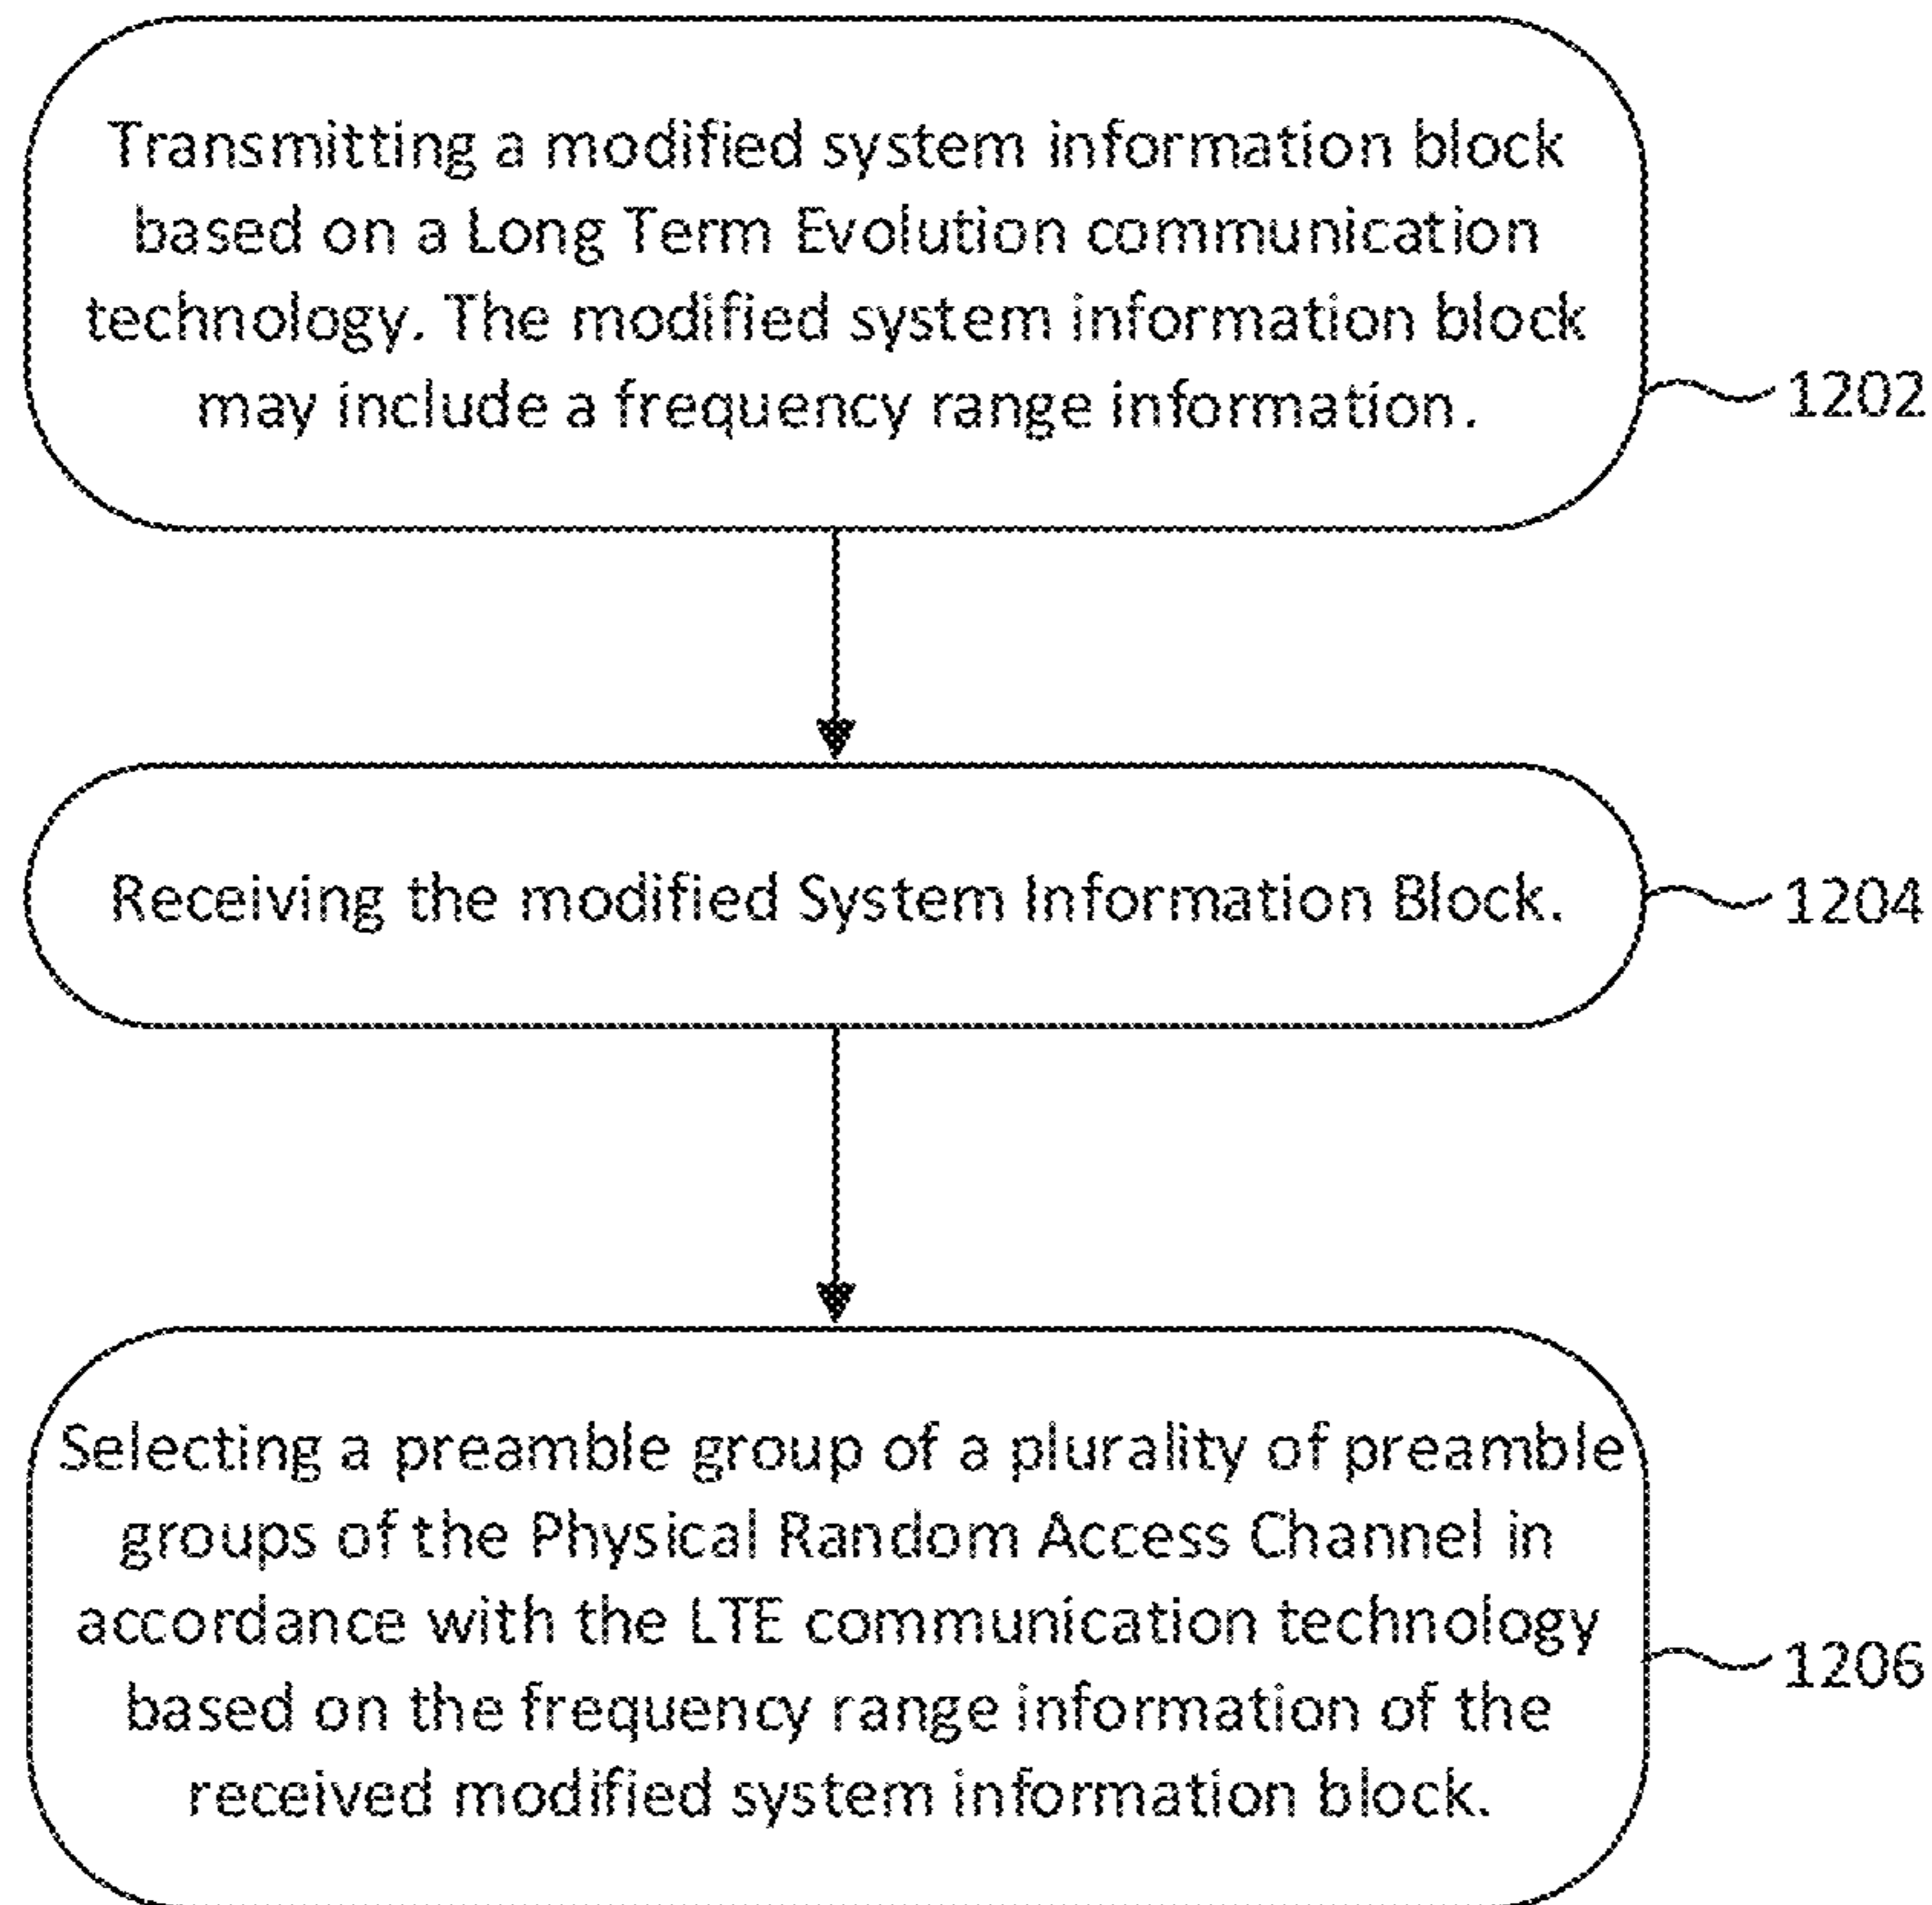 Transmitting a modified system information block
based on a Long Term Evolution communication
technology. The modified system information block
may include a frequency range information.
1202
Receiving the modified System Information Block.
1204
Selecting a preamble group of a plurality of preamble
groups of the Physical Random Access Channel in
accordance with the LTE communication technology
based on the frequency range information of the
received modified system information block.
1206